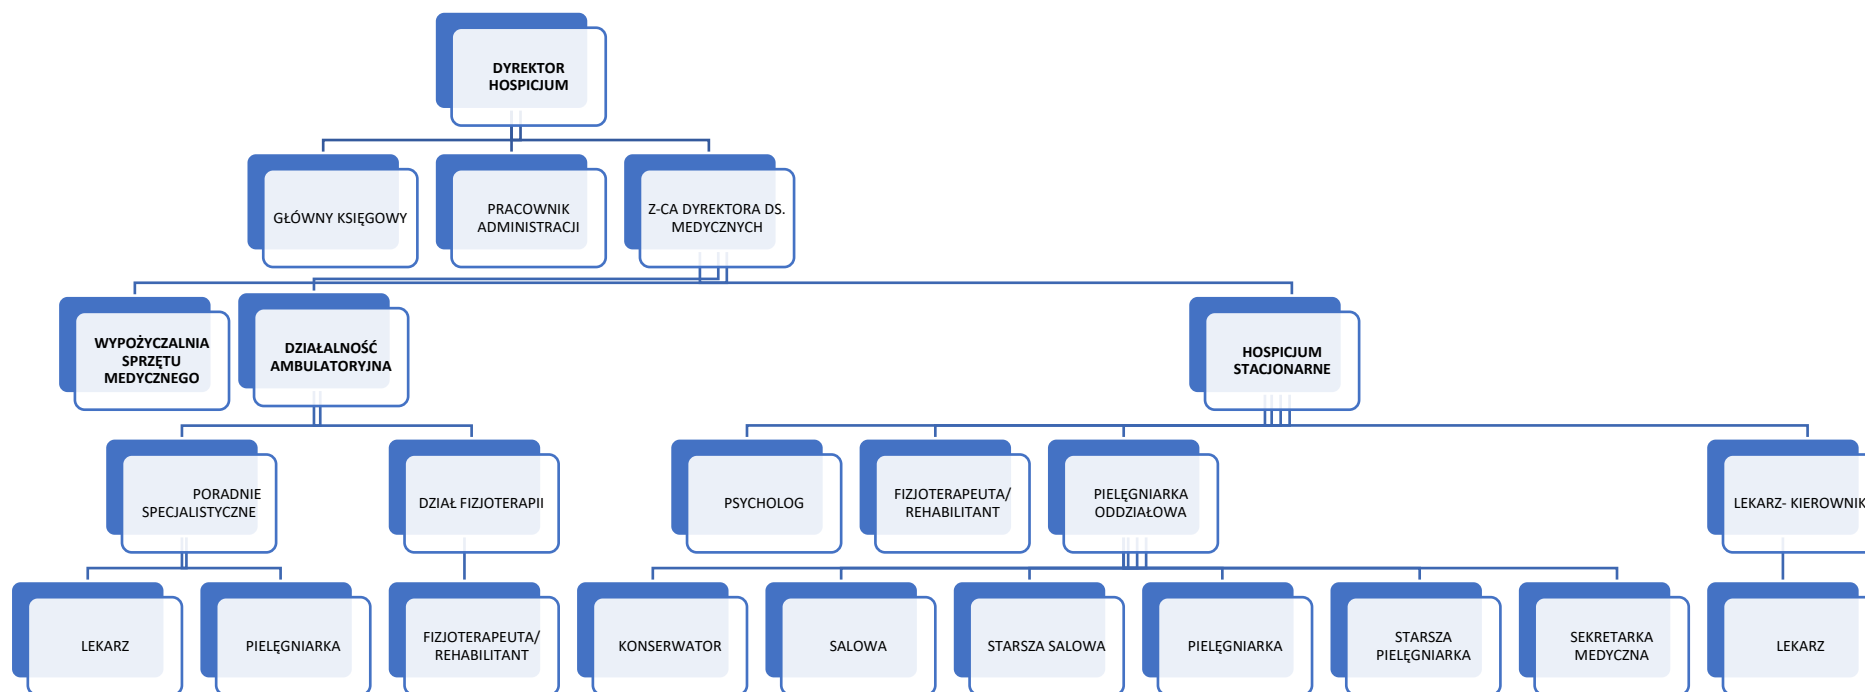 DYREKTOR
HOSPICJUM
GŁÓWNY KSIĘGOWY
PRACOWNIK
ADMINISTRACJI
Z-CA DYREKTORA DS.
MEDYCZNYCH
WYPOŻYCZALNIA
SPRZĘTU
MEDYCZNEGO
DZIAŁALNOŚĆ
AMBULATORYJNA
HOSPICJUM
STACJONARNE
PORADNIE
SPECJALISTYCZNE
DZIAŁ FIZJOTERAPII
PSYCHOLOG
FIZJOTERAPEUTA/
REHABILITANT
PIELĘGNIARKA
ODDZIAŁOWA
LEKARZ- KIEROWNIK
LEKARZ
PIELĘGNIARKA
FIZJOTERAPEUTA/
REHABILITANT
KONSERWATOR
SALOWA
STARSZA SALOWA
PIELĘGNIARKA
STARSZA
PIELĘGNIARKA
SEKRETARKA
MEDYCZNA
LEKARZ